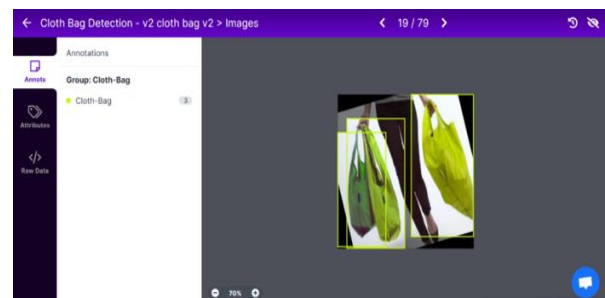 Cloth Bag Detection - v2 cloth bag v2 > Images
19 / 79
Annotations
Annots
Group: Cloth-Bag
Cloth-Bag
3
Attributes
</>
Raw Data
70%